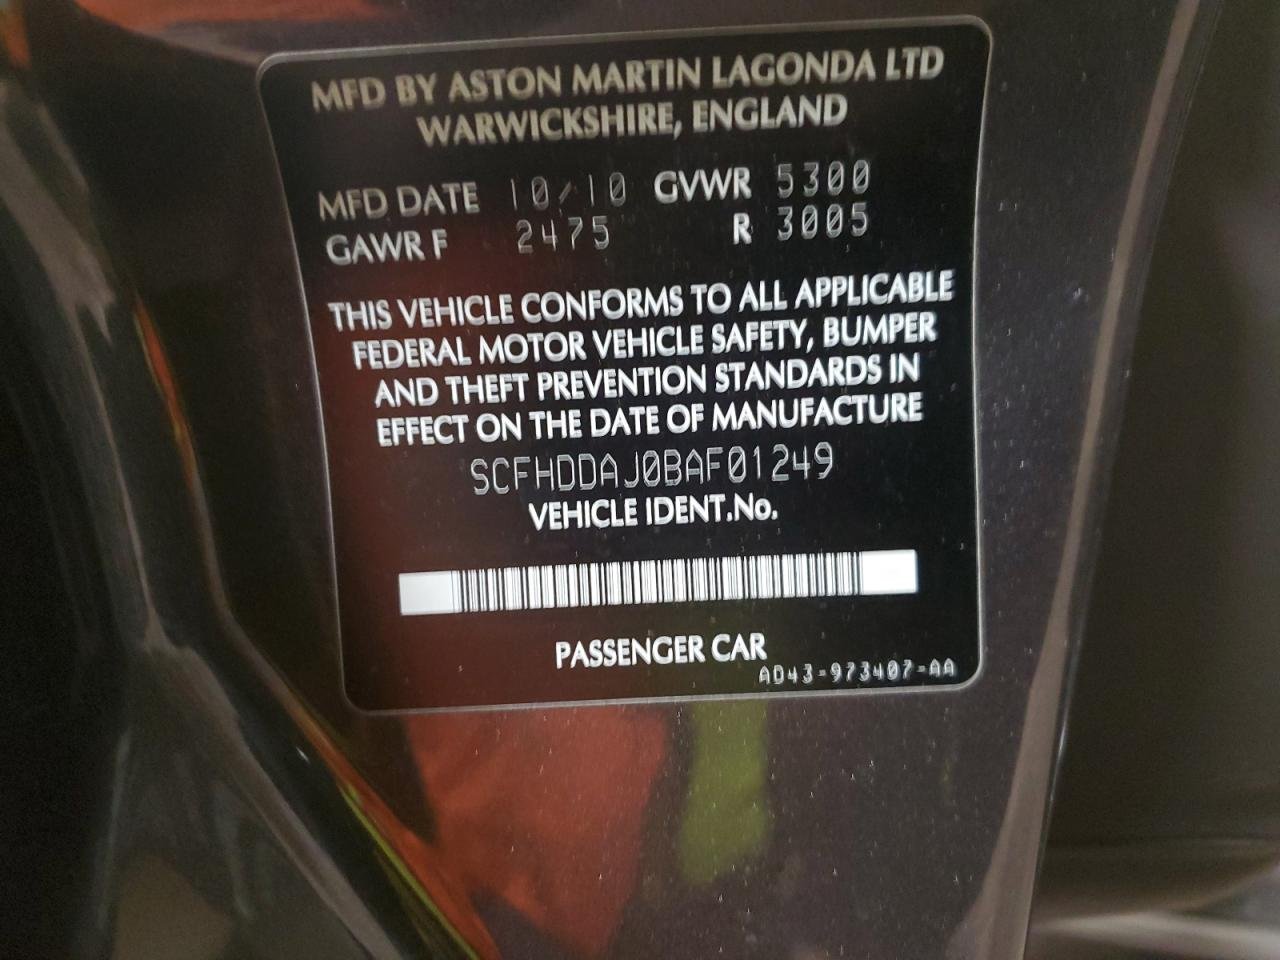 MFD BY ASTON MARTIN LAGONDA LTD
WARWICKSHIRE, ENGLAND
MFD DATE 10/10 GVWR 5300
GAWR F 2475 R 3005
THIS VEHICLE CONFORMS TO ALL APPLICABLE
FEDERAL MOTOR VEHICLE SAFETY, BUMPER
AND THEFT PREVENTION STANDARDS IN
EFFECT ON THE DATE OF MANUFACTURE
SCFHDDAJ0BAF01249
VEHICLE IDENT.No.
PASSENGER CAR
AD43-973407-AA